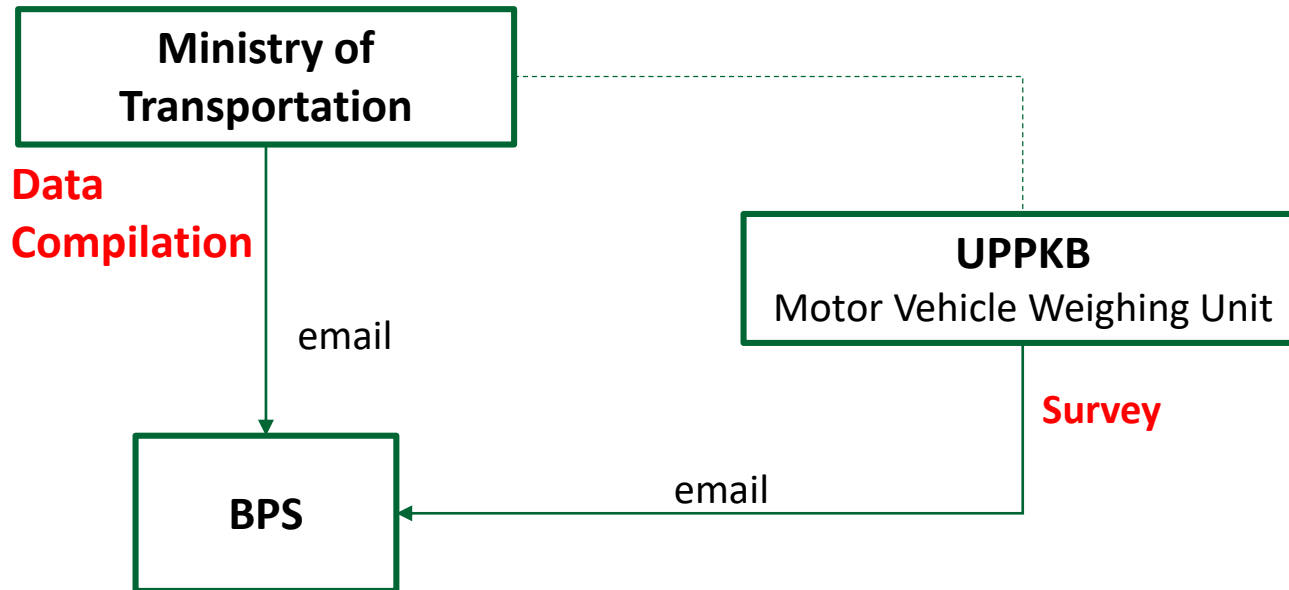 Ministry of
Transportation
Data
Compilation
email
UPPKB
Motor Vehicle Weighing Unit
Survey
email
BPS